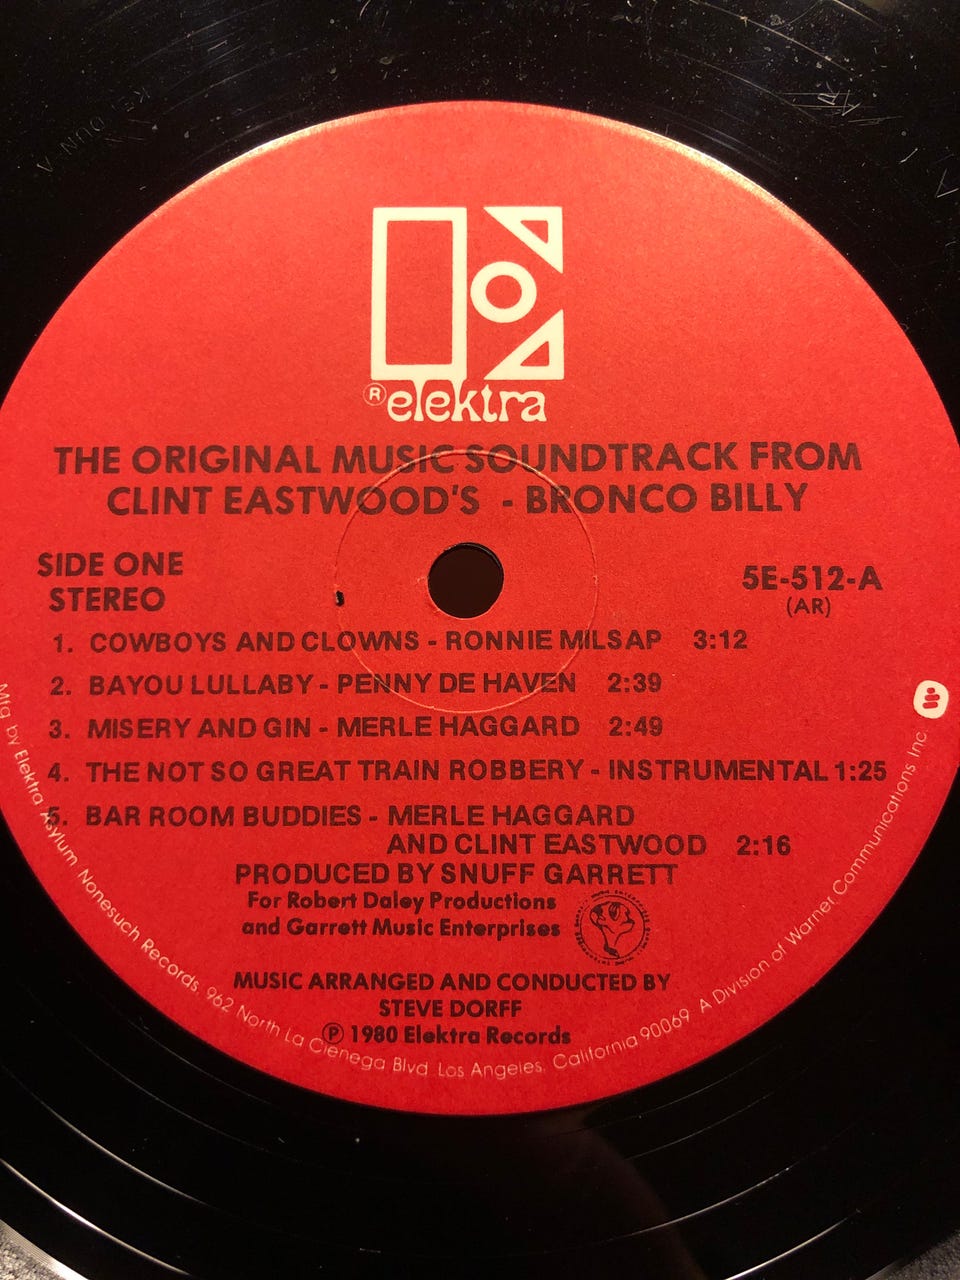 ® elektra
THE ORIGINAL MUSIC SOUNDTRACK FROM
CLINT EASTWOOD'S - BRONCO BILLY
SIDE ONE
STEREO
5E-512-A
(AR)
1. COWBOYS AND CLOWNS - RONNIE MILSAP 3:12
2. BAYOU LULLABY - PENNY DE HAVEN 2:39
3. MISERY AND GIN - MERLE HAGGARD 2:49
4. THE NOT SO GREAT TRAIN ROBBERY - INSTRUMENTAL 1:25
5. BAR ROOM BUDDIES - MERLE HAGGARD
AND CLINT EASTWOOD 2:16
PRODUCED BY SNUFF GARRETT
For Robert Daley Productions
and Garrett Music Enterprises
MUSIC ARRANGED AND CONDUCTED BY
STEVE DORFF
℗ 1980 Elektra Records
Mfg by Elektra Asylum Nonesuch Records, 962 North La Cienega Blvd Los Angeles, California 90069 A Division of Warner Communications Inc